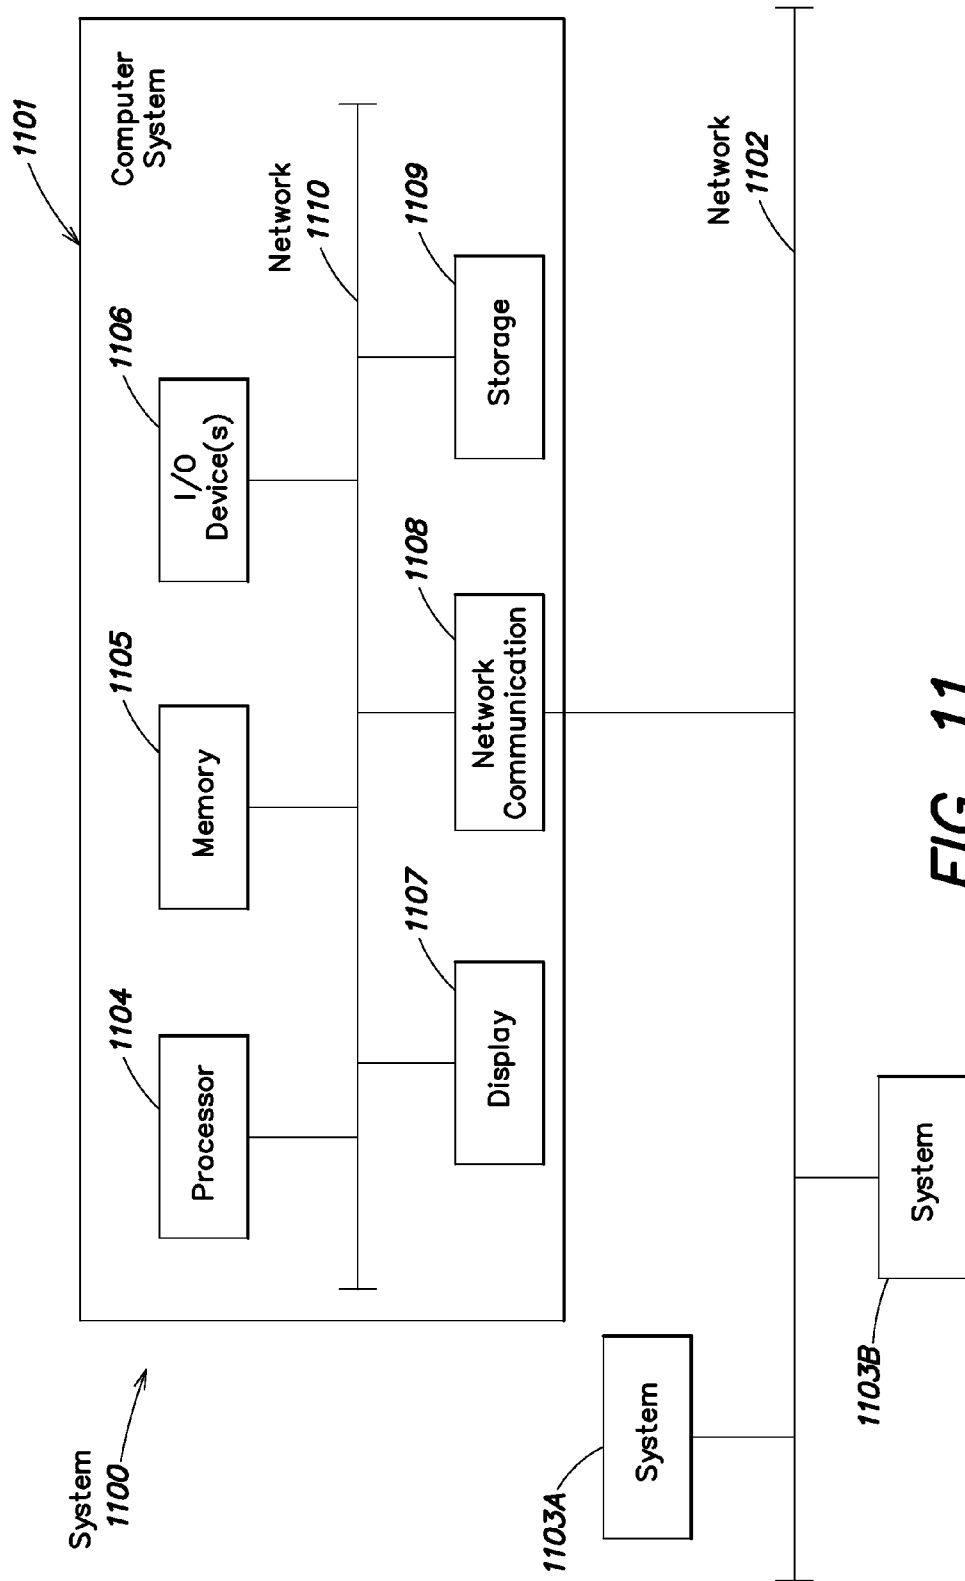 System
1100
1101
Computer
System
1104
Processor
1105
Memory
1106
I/O
Device(s)
Network
1110
1107
Display
1108
Network
Communication
1109
Storage
1103A
System
Network
1102
1103B
System
FIG. 11